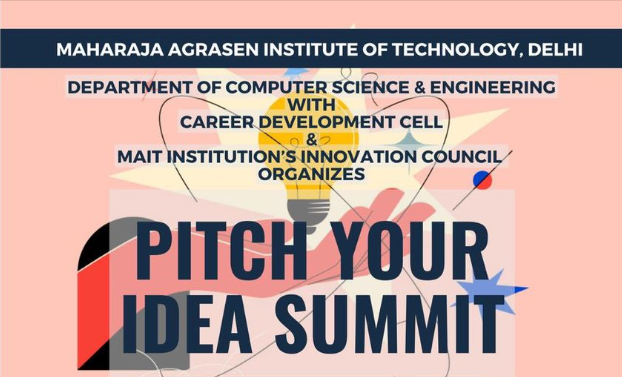 MAHARAJA AGRASEN INSTITUTE OF TECHNOLOGY, DELHI
DEPARTMENT OF COMPUTER SCIENCE & ENGINEERING
WITH
CAREER DEVELOPMENT CELL
&
MAIT INSTITUTION'S INNOVATION COUNCIL
ORGANIZES
PITCH YOUR
IDEA SUMMIT